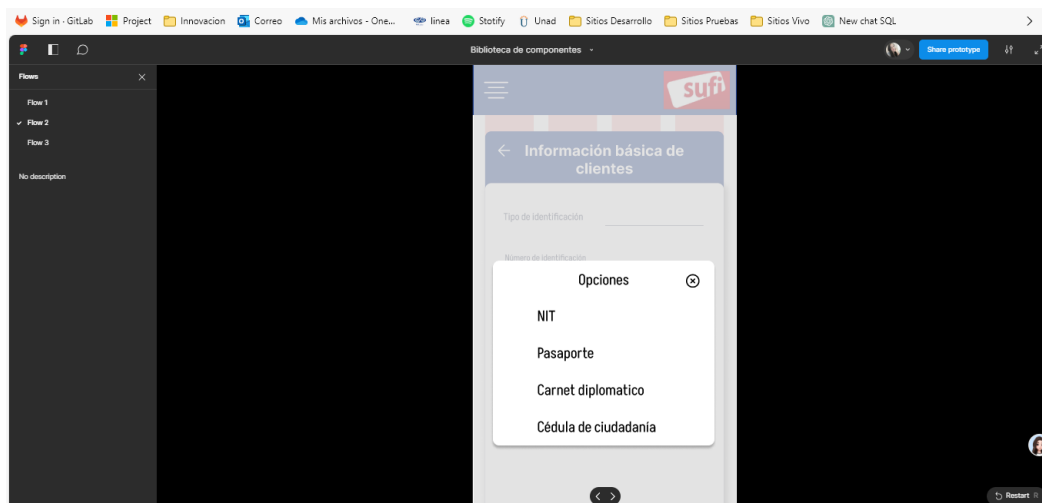 Sign in · GitLab Project Innovacion Correo Mis archivos - One... linea Stotify Unad Sitios Desarrollo Sitios Pruebas Sitios Vivo New chat SQL
Biblioteca de componentes
Share prototype
Flows
Flow 1
Flow 2
Flow 3
No description
sufi
Información básica de
clientes
Tipo de identificación
Número de identificación
Opciones
NIT
Pasaporte
Carnet diplomatico
Cédula de ciudadanía
Restart R